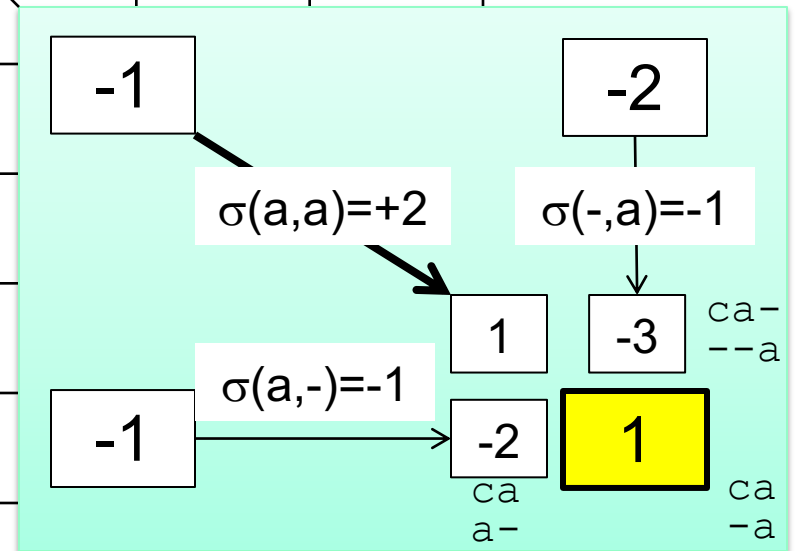 -1
-2
σ(a,a)=+2
σ(-,a)=-1
1
-3
ca-
--a
σ(a,-)=-1
-1
-2
1
ca
a-
ca
-a